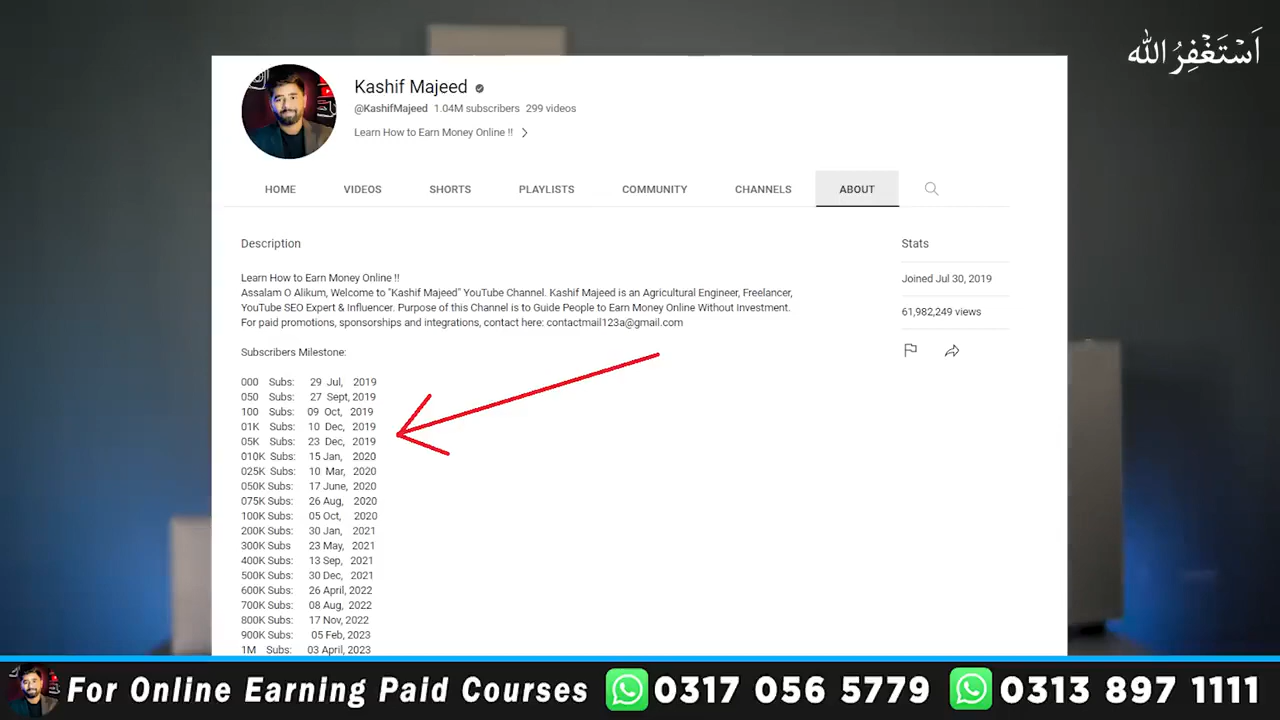 اَسْتَغْفِرُ اللّٰه
Kashif Majeed
@KashifMajeed 1.04M subscribers 299 videos
Learn How to Earn Money Online !!
HOME VIDEOS SHORTS PLAYLISTS COMMUNITY CHANNELS ABOUT
Description
Learn How to Earn Money Online !!
Assalam O Alikum, Welcome to "Kashif Majeed" YouTube Channel. Kashif Majeed is an Agricultural Engineer, Freelancer,
YouTube SEO Expert & Influencer. Purpose of this Channel is to Guide People to Earn Money Online Without Investment.
For paid promotions, sponsorships and integrations, contact here: contactmail123a@gmail.com
Subscribers Milestone:
000 Subs: 29 Jul, 2019
050 Subs: 27 Sept, 2019
100 Subs: 09 Oct, 2019
01K Subs: 10 Dec, 2019
05K Subs: 23 Dec, 2019
010K Subs: 15 Jan, 2020
025K Subs: 10 Mar, 2020
050K Subs: 17 June, 2020
075K Subs: 26 Aug, 2020
100K Subs: 05 Oct, 2020
200K Subs: 30 Jan, 2021
300K Subs 23 May, 2021
400K Subs: 13 Sep, 2021
500K Subs: 30 Dec, 2021
600K Subs: 26 April, 2022
700K Subs: 08 Aug, 2022
800K Subs: 17 Nov, 2022
900K Subs: 05 Feb, 2023
1M Subs: 03 April, 2023
Stats
Joined Jul 30, 2019
61,982,249 views
For Online Earning Paid Courses 0317 056 5779 0313 897 1111